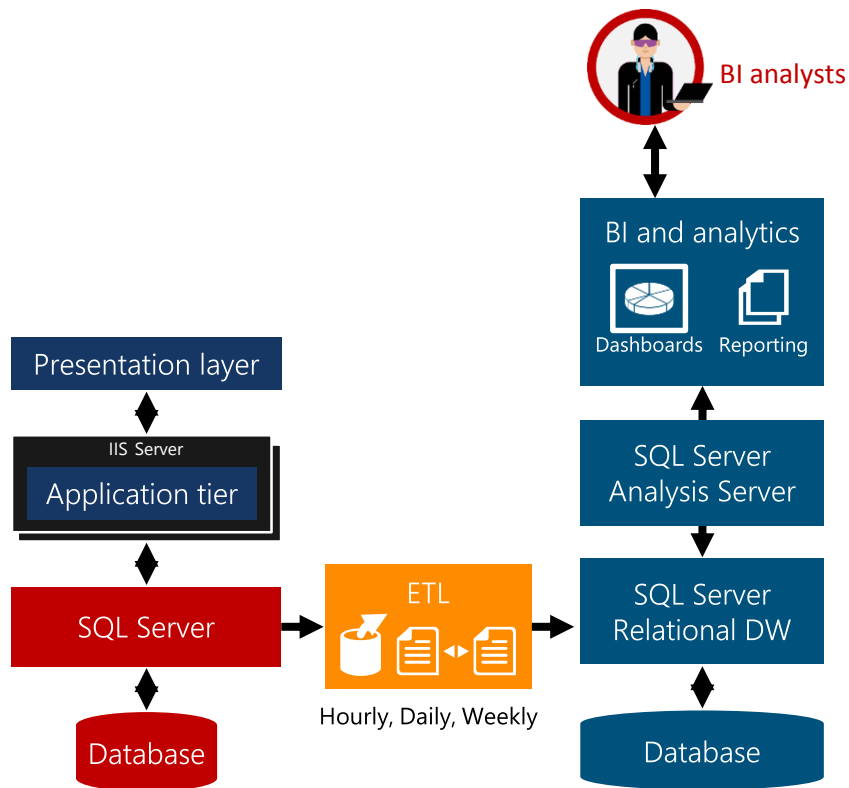 BI analysts
BI and analytics
Dashboards
Reporting
Presentation layer
IIS Server
Application tier
SQL Server
Analysis Server
SQL Server
ETL
SQL Server
Relational DW
Hourly, Daily, Weekly
Database
Database